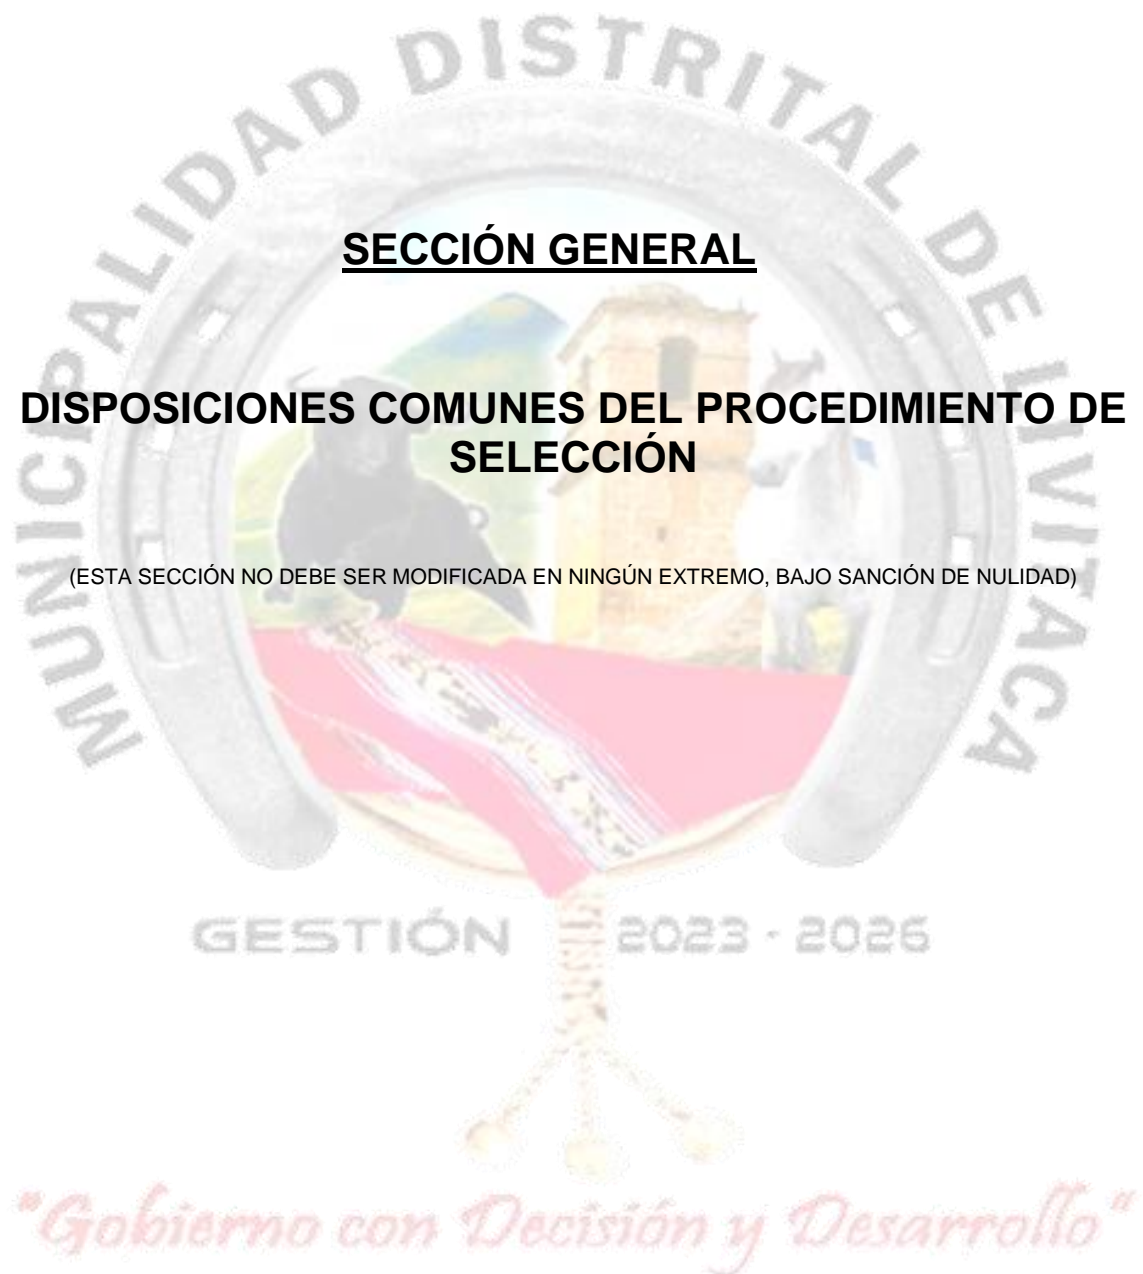 MUNICIPALIDAD DISTRITAL DE LIVITACA
SECCIÓN GENERAL
DISPOSICIONES COMUNES DEL PROCEDIMIENTO DE
SELECCIÓN
(ESTA SECCIÓN NO DEBE SER MODIFICADA EN NINGÚN EXTREMO, BAJO SANCIÓN DE NULIDAD)
GESTIÓN 2023 - 2026
"Gobierno con Decisión y Desarrollo"